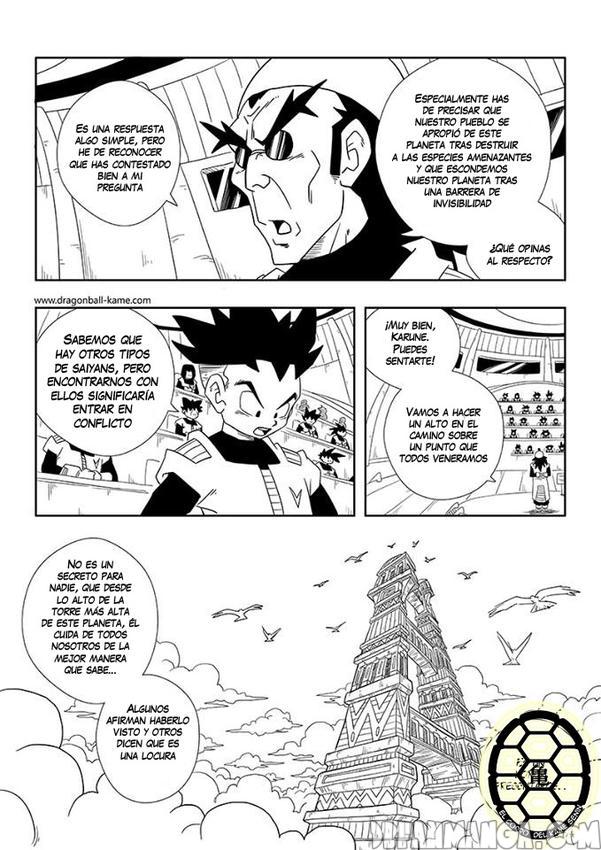 Es una respuesta
algo simple, pero
he de reconocer
que has contestado
bien a mi
pregunta
Especialmente has
de precisar que
nuestro pueblo se
apropió de este
planeta tras destruir
a las especies amenazantes
y que escondemos
nuestro planeta tras
una barrera de
invisibilidad
¿Qué opinas
al respecto?
www.dragonball-kame.com
Sabemos que
hay otros tipos
de saiyans, pero
encontrarnos con
ellos significaría
entrar en
conflicto
¡Muy bien,
Karune.
Puedes
sentarte!
Vamos a hacer
un alto en el
camino sobre
un punto que
todos veneramos
No es un
secreto para
nadie, que desde
lo alto de la
torre más alta
de este planeta, él
cuida de todos
nosotros de la
mejor manera
que sabe...
Algunos
afirman haberlo
visto y otros
dicen que es
una locura
龜
DREAMMANGA.COM